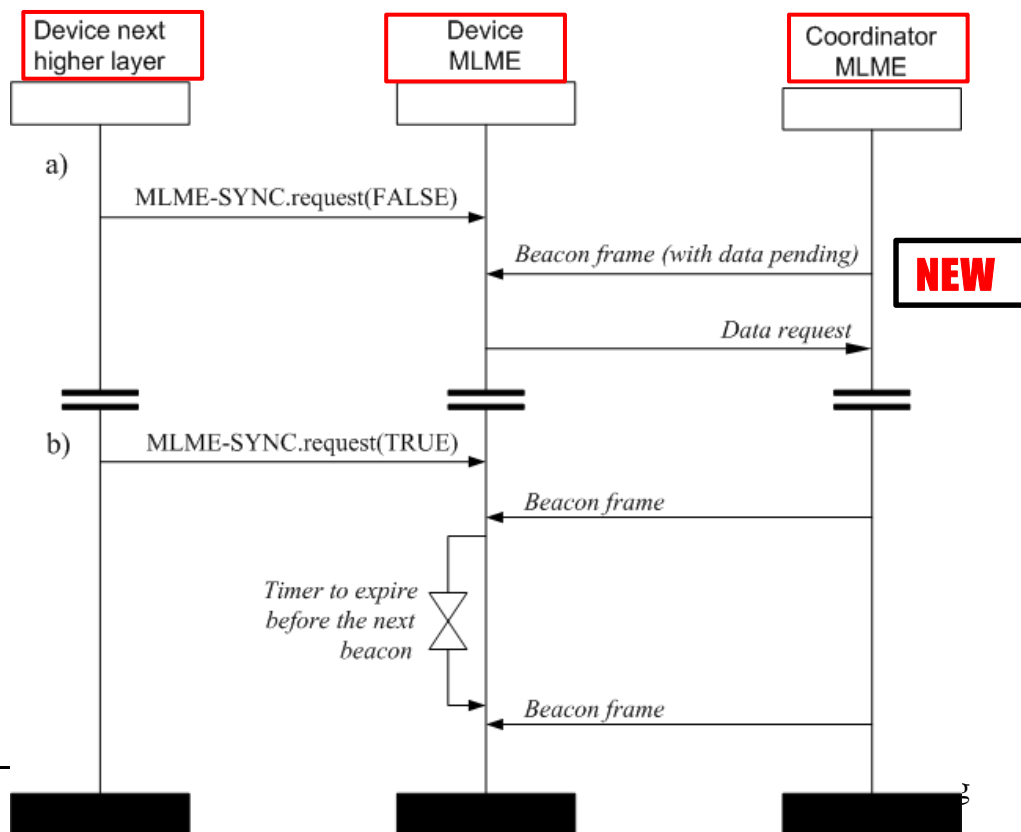 Device next
higher layer
Device
MLME
Coordinator
MLME
a)
MLME-SYNC.request(FALSE)
Beacon frame (with data pending)
NEW
Data request
b)
MLME-SYNC.request(TRUE)
Beacon frame
Timer to expire
before the next
beacon
Beacon frame
g